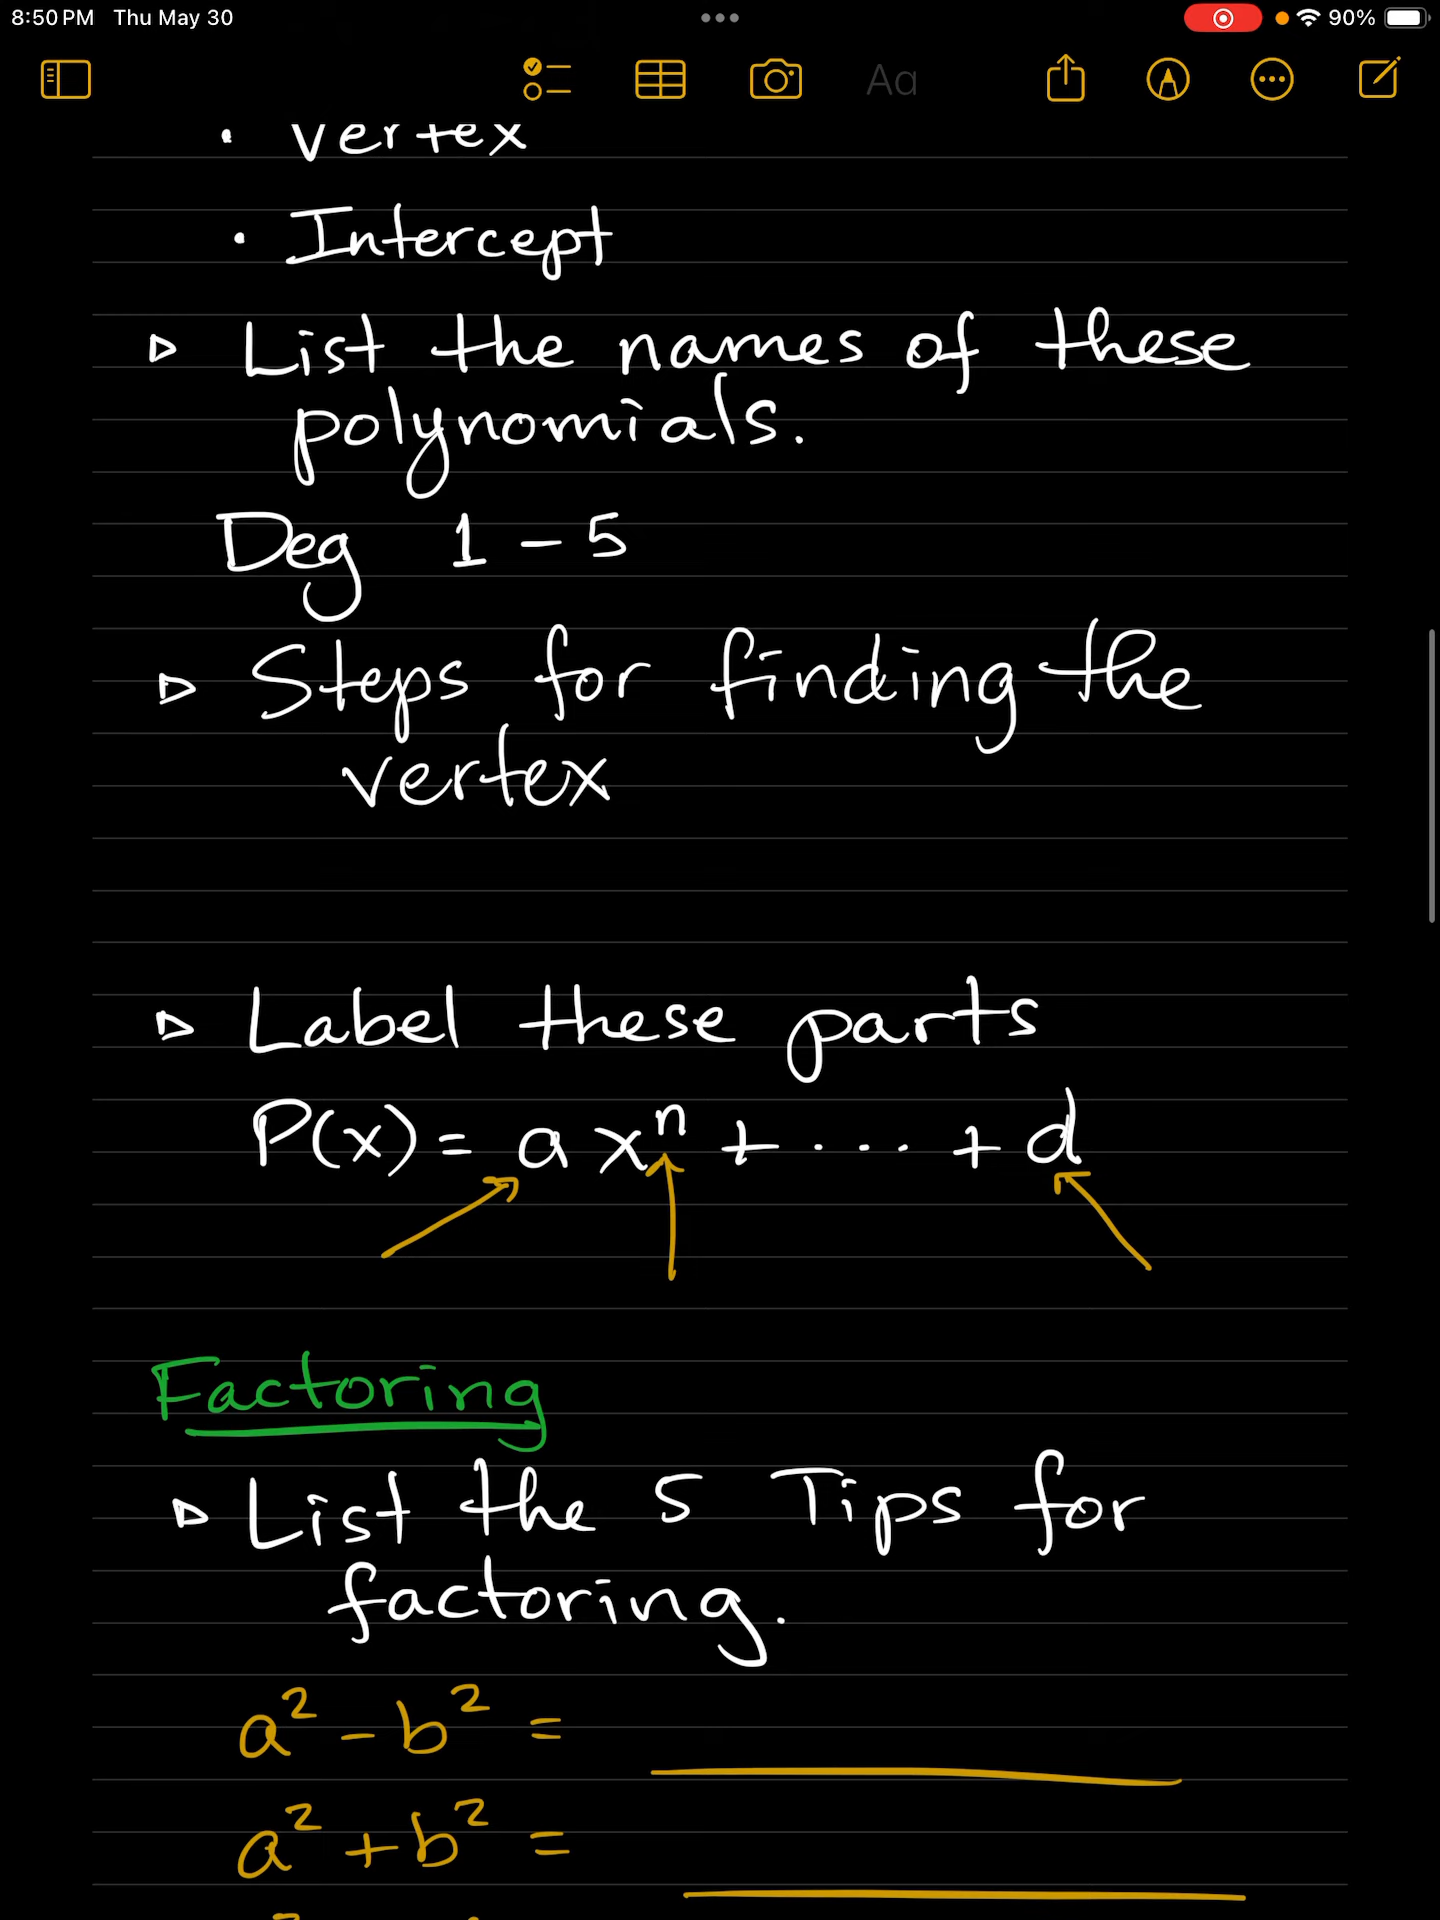 8:50 PM Thu May 30 90%
Aa
• vertex
• Intercept
▷ List the names of these
polynomials.
Deg 1 - 5
▷ Steps for finding the
vertex
▷ Label these parts
P(x) = a xⁿ + .... + d
Factoring
▷ List the 5 Tips for
factoring.
a² - b² =
a² + b² =